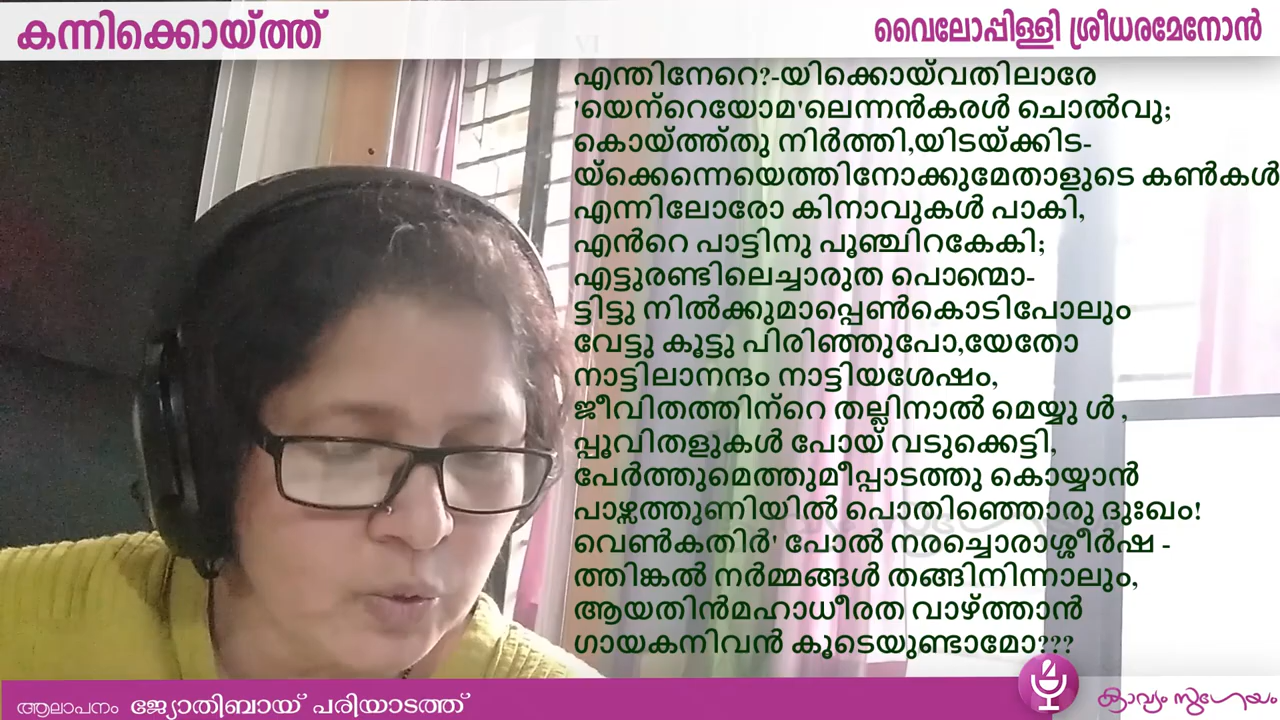 കന്നിക്കൊയ്ത്ത്
വൈലോപ്പിള്ളി ശ്രീധരമേനോൻ
എന്തിനേറെ?-യിക്കൊയ്‌വതിലാരേ
'യെന്റെയോമ'ലെന്നൻകരൾ ചൊൽവു;
കൊയ്ത്ത്തു നിർത്തി,യിടയ്ക്കിട-
യ്ക്കെന്നെയെത്തിനോക്കുമേതാളുടെ കൺകൾ
എന്നിലോരോ കിനാവുകൾ പാകി,
എൻറെ പാട്ടിനു പൂഞ്ചിറകേകി;
എട്ടുരണ്ടിലെച്ചാരുത പൊന്മൊ-
ട്ടിട്ടു നിൽക്കുമാപ്പെൺകൊടിപോലും
വേട്ടു കൂട്ടു പിരിഞ്ഞുപോ,യേതോ
നാട്ടിലാനന്ദം നാട്ടിയശേഷം,
ജീവിതത്തിന്റെ തല്ലിനാൽ മെയ്യു ൾ ,
പ്പൂവിതളുകൾ പോയ് വടുക്കെട്ടി,
പേർത്തുമെത്തുമീപ്പാടത്തു കൊയ്യാൻ
പാഴ്ത്തുണിയിൽ പൊതിഞ്ഞൊരു ദുഃഖം!
വെൺകതിർ' പോൽ നരച്ചൊരാശ്ശീർഷ -
ത്തിങ്കൽ നർമ്മങ്ങൾ തങ്ങിനിന്നാലും,
ആയതിൻമഹാധീരത വാഴ്ത്താൻ
ഗായകനിവൻ കൂടെയുണ്ടാമോ???
ആലാപനം ജ്യോതിബായ് പരിയാടത്ത്
കാവ്യം സുഗേയം